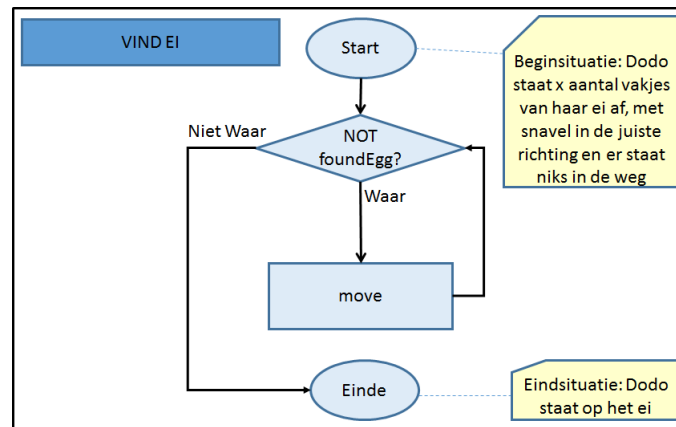 VIND EI
Start
Beginsituatie: Dodo
staat x aantal vakjes
van haar ei af, met
snavel in de juiste
richting en er staat
niks in de weg
Niet Waar
NOT
foundEgg?
Waar
move
Einde
Eindsituatie: Dodo
staat op het ei